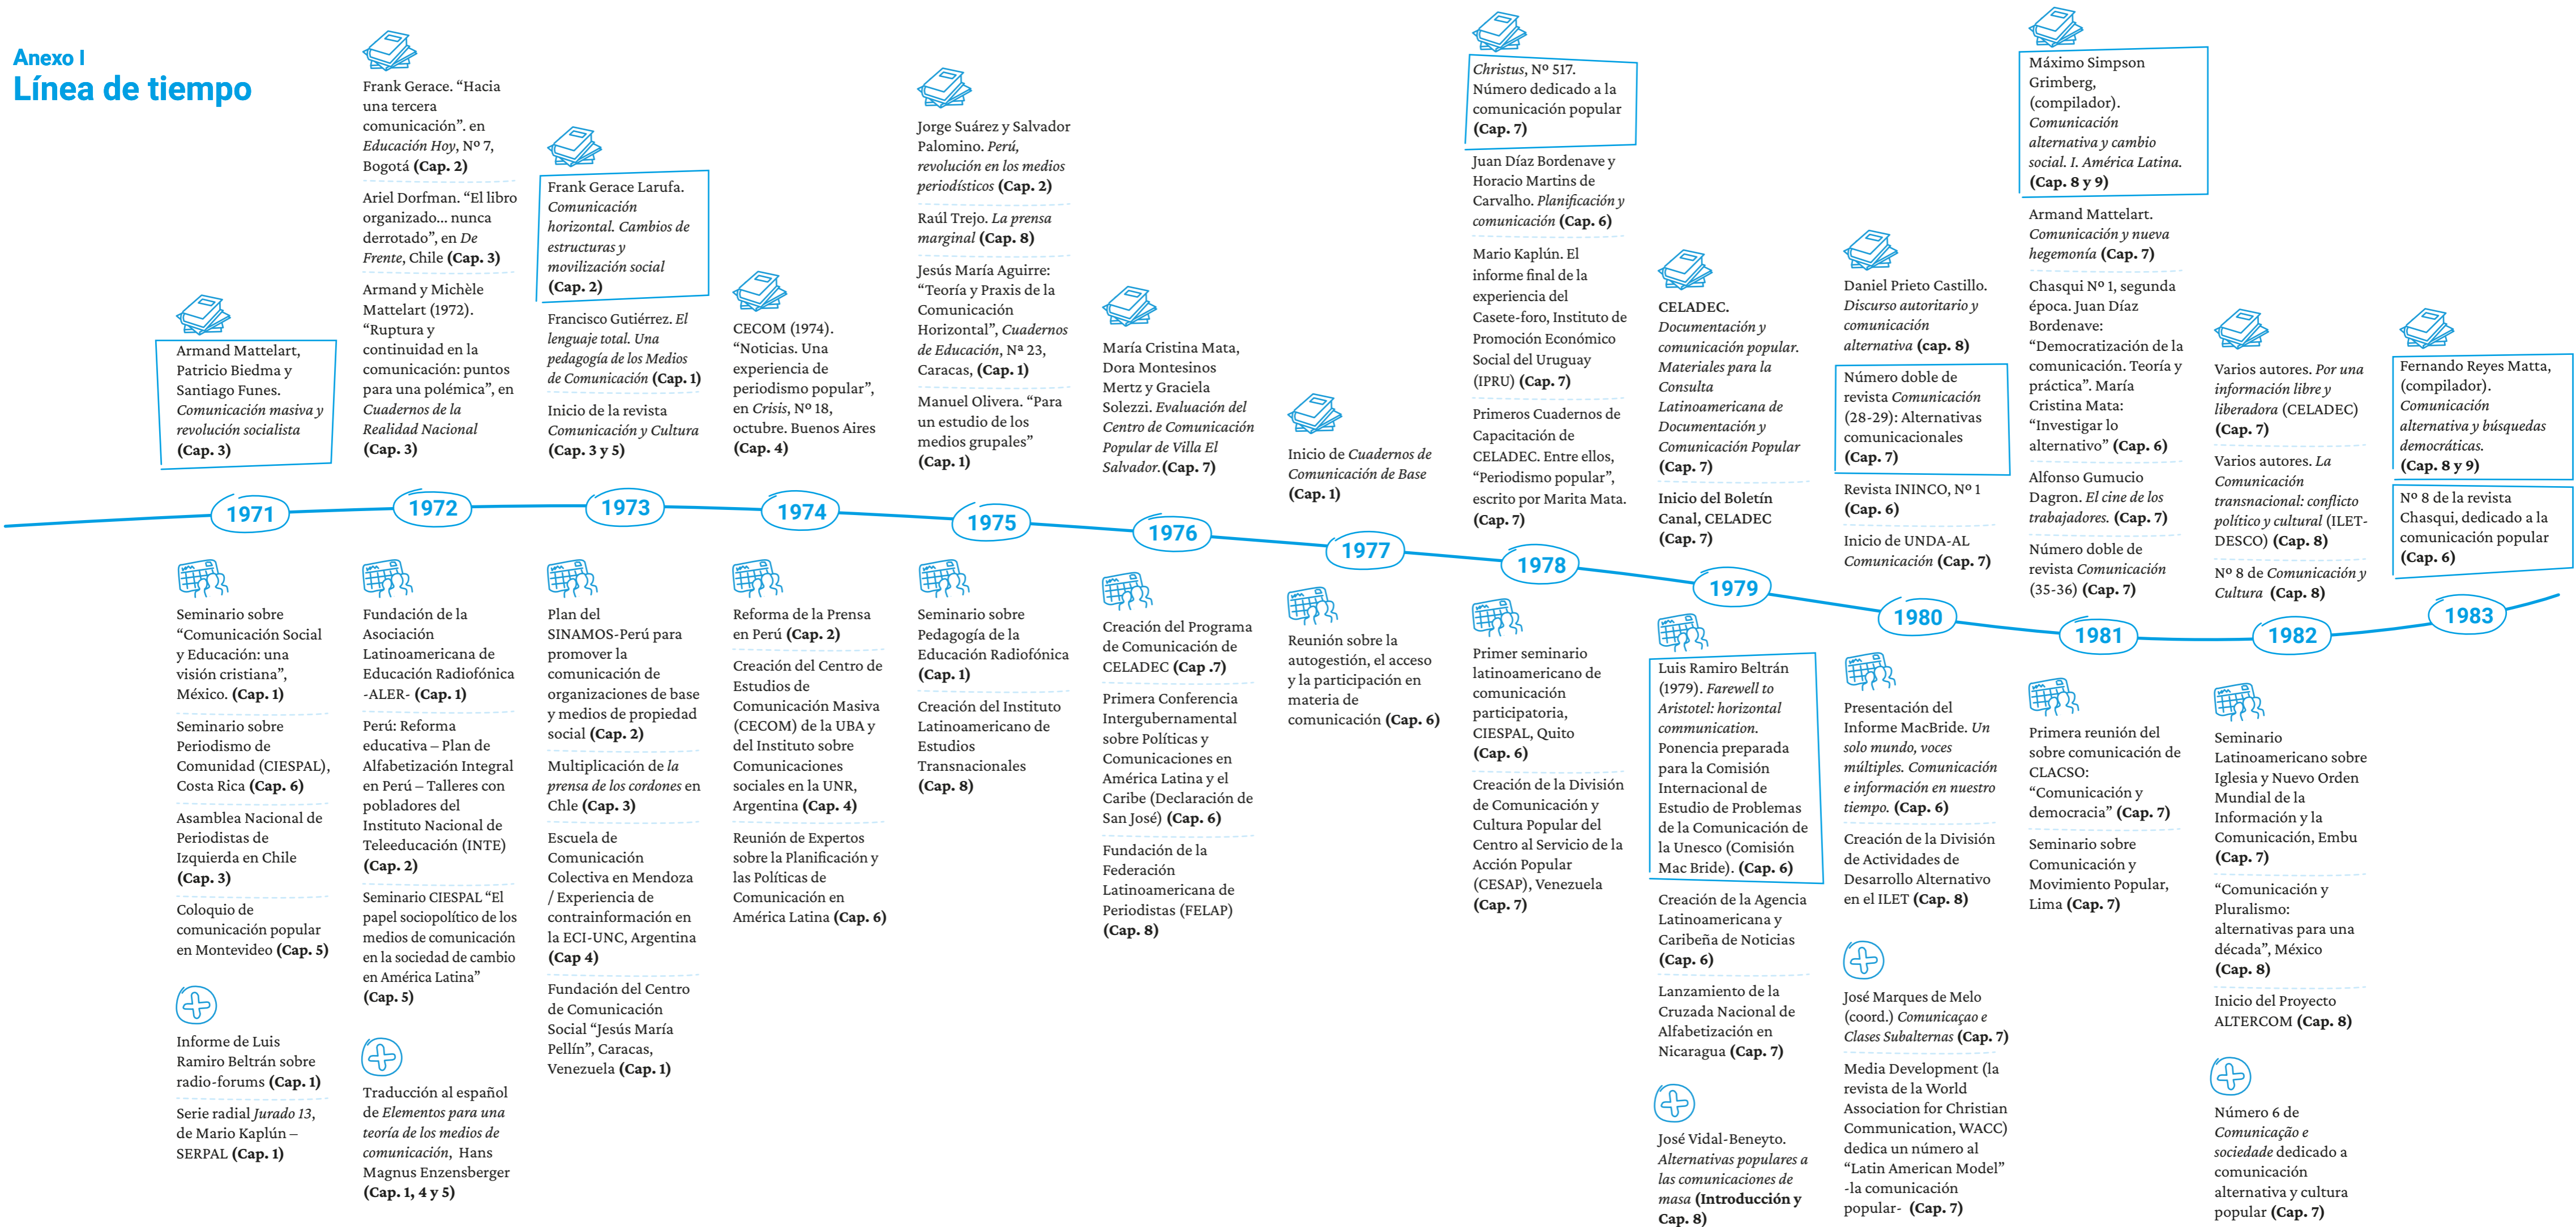 Anexo I
Línea de tiempo
Armand Mattelart,
Patricio Biedma y
Santiago Funes.
Comunicación masiva y
revolución socialista
(Cap. 3)
Frank Gerace. “Hacia
una tercera
comunicación”. en
Educación Hoy, Nº 7,
Bogotá (Cap. 2)
Ariel Dorfman. “El libro
organizado... nunca
derrotado”, en De
Frente, Chile (Cap. 3)
Armand y Michèle
Mattelart (1972).
“Ruptura y
continuidad en la
comunicación: puntos
para una polémica”, en
Cuadernos de la
Realidad Nacional
(Cap. 3)
Frank Gerace Larufa.
Comunicación
horizontal. Cambios de
estructuras y
movilización social
(Cap. 2)
Francisco Gutiérrez. El
lenguaje total. Una
pedagogía de los Medios
de Comunicación (Cap. 1)
Inicio de la revista
Comunicación y Cultura
(Cap. 3 y 5)
CECOM (1974).
“Noticias. Una
experiencia de
periodismo popular”,
en Crisis, Nº 18,
octubre. Buenos Aires
(Cap. 4)
Jorge Suárez y Salvador
Palomino. Perú,
revolución en los medios
periodísticos (Cap. 2)
Raúl Trejo. La prensa
marginal (Cap. 8)
Jesús María Aguirre:
“Teoría y Praxis de la
Comunicación
Horizontal”, Cuadernos
de Educación, Nª 23,
Caracas, (Cap. 1)
Manuel Olivera. “Para
un estudio de los
medios grupales”
(Cap. 1)
María Cristina Mata,
Dora Montesinos
Mertz y Graciela
Solezzi. Evaluación del
Centro de Comunicación
Popular de Villa El
Salvador.(Cap. 7)
Inicio de Cuadernos de
Comunicación de Base
(Cap. 1)
Christus, Nº 517.
Número dedicado a la
comunicación popular
(Cap. 7)
Juan Díaz Bordenave y
Horacio Martins de
Carvalho. Planificación y
comunicación (Cap. 6)
Mario Kaplún. El
informe final de la
experiencia del
Casete-foro, Instituto de
Promoción Económico
Social del Uruguay
(IPRU) (Cap. 7)
Primeros Cuadernos de
Capacitación de
CELADEC. Entre ellos,
“Periodismo popular”,
escrito por Marita Mata.
(Cap. 7)
CELADEC.
Documentación y
comunicación popular.
Materiales para la
Consulta
Latinoamericana de
Documentación y
Comunicación Popular
(Cap. 7)
Inicio del Boletín
Canal, CELADEC
(Cap. 7)
Daniel Prieto Castillo.
Discurso autoritario y
comunicación
alternativa (cap. 8)
Número doble de
revista Comunicación
(28-29): Alternativas
comunicacionales
(Cap. 7)
Revista ININCO, Nº 1
(Cap. 6)
Inicio de UNDA-AL
Comunicación (Cap. 7)
Máximo Simpson
Grimberg,
(compilador).
Comunicación
alternativa y cambio
social. I. América Latina.
(Cap. 8 y 9)
Armand Mattelart.
Comunicación y nueva
hegemonía (Cap. 7)
Chasqui Nº 1, segunda
época. Juan Díaz
Bordenave:
“Democratización de la
comunicación. Teoría y
práctica”. María
Cristina Mata:
“Investigar lo
alternativo” (Cap. 6)
Alfonso Gumucio
Dagron. El cine de los
trabajadores. (Cap. 7)
Número doble de
revista Comunicación
(35-36) (Cap. 7)
Varios autores. Por una
información libre y
liberadora (CELADEC)
(Cap. 7)
Varios autores. La
Comunicación
transnacional: conflicto
político y cultural (ILET-
DESCO) (Cap. 8)
Nº 8 de Comunicación y
Cultura (Cap. 8)
Fernando Reyes Matta,
(compilador).
Comunicación
alternativa y búsquedas
democráticas.
(Cap. 8 y 9)
Nº 8 de la revista
Chasqui, dedicado a la
comunicación popular
(Cap. 6)
1971
1972
1973
1974
1975
1976
1977
1978
1979
1980
1981
1982
1983
Seminario sobre
“Comunicación Social
y Educación: una
visión cristiana”,
México. (Cap. 1)
Seminario sobre
Periodismo de
Comunidad (CIESPAL),
Costa Rica (Cap. 6)
Asamblea Nacional de
Periodistas de
Izquierda en Chile
(Cap. 3)
Coloquio de
comunicación popular
en Montevideo (Cap. 5)
Informe de Luis
Ramiro Beltrán sobre
radio-forums (Cap. 1)
Serie radial Jurado 13,
de Mario Kaplún –
SERPAL (Cap. 1)
Fundación de la
Asociación
Latinoamericana de
Educación Radiofónica
-ALER- (Cap. 1)
Perú: Reforma
educativa – Plan de
Alfabetización Integral
en Perú – Talleres con
pobladores del
Instituto Nacional de
Teleeducación (INTE)
(Cap. 2)
Seminario CIESPAL “El
papel sociopolítico de los
medios de comunicación
en la sociedad de cambio
en América Latina”
(Cap. 5)
Traducción al español
de Elementos para una
teoría de los medios de
comunicación, Hans
Magnus Enzensberger
(Cap. 1, 4 y 5)
Plan del
SINAMOS-Perú para
promover la
comunicación de
organizaciones de base
y medios de propiedad
social (Cap. 2)
Multiplicación de la
prensa de los cordones en
Chle (Cap. 3)
Escuela de
Comunicación
Colectiva en Mendoza
/ Experiencia de
contrainformación en
la ECI-UNC, Argentina
(Cap 4)
Fundación del Centro
de Comunicación
Social “Jesús María
Pellín”, Caracas,
Venezuela (Cap. 1)
Reforma de la Prensa
en Perú (Cap. 2)
Creación del Centro de
Estudios de
Comunicación Masiva
(CECOM) de la UBA y
del Instituto sobre
Comunicaciones
sociales en la UNR,
Argentina (Cap. 4)
Reunión de Expertos
sobre la Planificación y
las Políticas de
Comunicación en
América Latina (Cap. 6)
Seminario sobre
Pedagogía de la
Educación Radiofónica
(Cap. 1)
Creación del Instituto
Latinoamericano de
Estudios
Transnacionales
(Cap. 8)
Creación del Programa
de Comunicación de
CELADEC (Cap .7)
Primera Conferencia
Intergubernamental
sobre Políticas y
Comunicaciones en
América Latina y el
Caribe (Declaración de
San José) (Cap. 6)
Fundación de la
Federación
Latinoamericana de
Periodistas (FELAP)
(Cap. 8)
Reunión sobre la
autogestión, el acceso
y la participación en
materia de
comunicación (Cap. 6)
Primer seminario
latinoamericano de
comunicación
participatoria,
CIESPAL, Quito
(Cap. 6)
Creación de la División
de Comunicación y
Cultura Popular del
Centro al Servicio de la
Acción Popular
(CESAP), Venezuela
(Cap. 7)
Luis Ramiro Beltrán
(1979). Farewell to
Aristotel: horizontal
communication.
Ponencia preparada
para la Comisión
Internacional de
Estudio de Problemas
de la Comunicación de
la Unesco (Comisión
Mac Bride). (Cap. 6)
Creación de la Agencia
Latinoamericana y
Caribeña de Noticias
(Cap. 6)
Lanzamiento de la
Cruzada Nacional de
Alfabetización en
Nicaragua (Cap. 7)
José Vidal-Beneyto.
Alternativas populares a
las comunicaciones de
masa (Introducción y
Cap. 8)
Presentación del
Informe MacBride. Un
solo mundo, voces
múltiples. Comunicación
e información en nuestro
tiempo. (Cap. 6)
Creación de la División
de Actividades de
Desarrollo Alternativo
en el ILET (Cap. 8)
José Marques de Melo
(coord.) Comunicaçao e
Clases Subalternas (Cap. 7)
Media Development (la
revista de la World
Association for Christian
Communication, WACC)
dedica un número al
“Latin American Model”
-la comunicación
popular- (Cap. 7)
Primera reunión del
sobre comunicación de
CLACSO:
“Comunicación y
democracia” (Cap. 7)
Seminario sobre
Comunicación y
Movimiento Popular,
Lima (Cap. 7)
Seminario
Latinoamericano sobre
Iglesia y Nuevo Orden
Mundial de la
Información y la
Comunicación, Embu
(Cap. 7)
“Comunicación y
Pluralismo:
alternativas para una
década”, México
(Cap. 8)
Inicio del Proyecto
ALTERCOM (Cap. 8)
Número 6 de
Comunicação e
sociedade dedicado a
comunicación
alternativa y cultura
popular (Cap. 7)